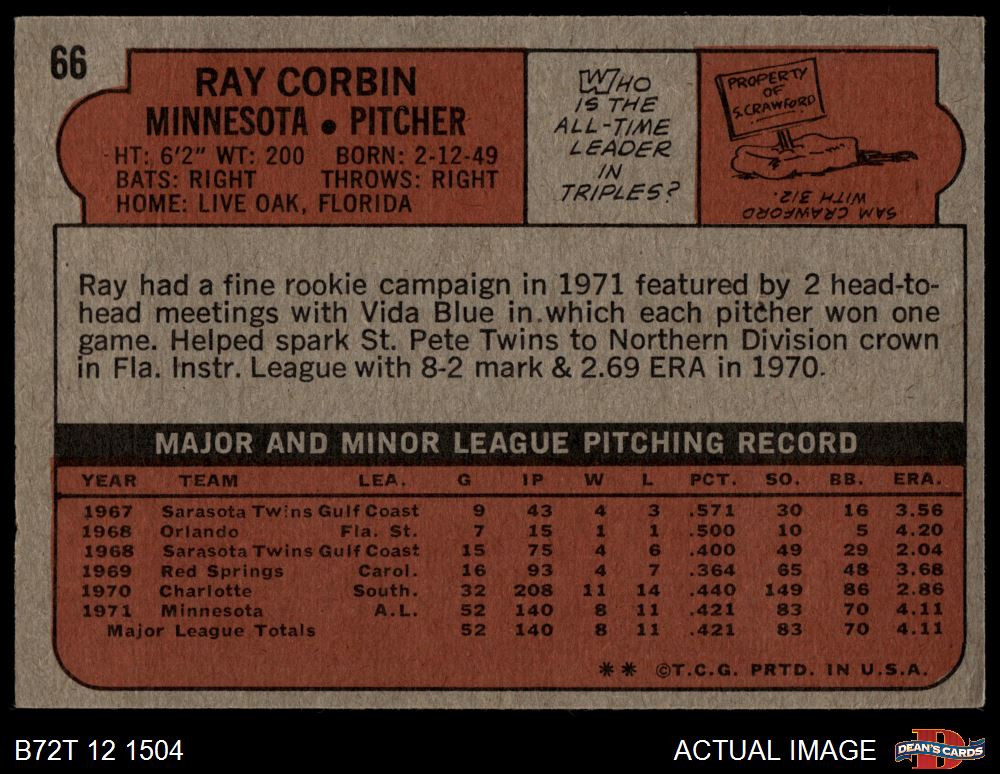 66
RAY CORBIN
MINNESOTA • PITCHER
HT: 6'2" WT: 200 BORN: 2-12-49
BATS: RIGHT THROWS: RIGHT
HOME: LIVE OAK, FLORIDA
WHO
IS THE
ALL-TIME
LEADER
IN
TRIPLES?
PROPERTY
OF
S.CRAWFORD
SAM CRAWFORD
WITH 312.
Ray had a fine rookie campaign in 1971 featured by 2 head-to-
head meetings with Vida Blue in which each pitcher won one
game. Helped spark St. Pete Twins to Northern Division crown
in Fla. Instr. League with 8-2 mark & 2.69 ERA in 1970.
MAJOR AND MINOR LEAGUE PITCHING RECORD
YEAR TEAM LEA. G IP W L PCT. SO. BB. ERA.
1967 Sarasota Twins Gulf Coast 9 43 4 3 .571 30 16 3.56
1968 Orlando Fla. St. 7 15 1 1 .500 10 5 4.20
1968 Sarasota Twins Gulf Coast 15 75 4 6 .400 49 29 2.04
1969 Red Springs Carol. 16 93 4 7 .364 65 48 3.68
1970 Charlotte South. 32 208 11 14 .440 149 86 2.86
1971 Minnesota A.L. 52 140 8 11 .421 83 70 4.11
Major League Totals 52 140 8 11 .421 83 70 4.11
** ©T.C.G. PRTD. IN U.S.A.
B72T 12 1504 ACTUAL IMAGE
D
DEAN'S CARDS